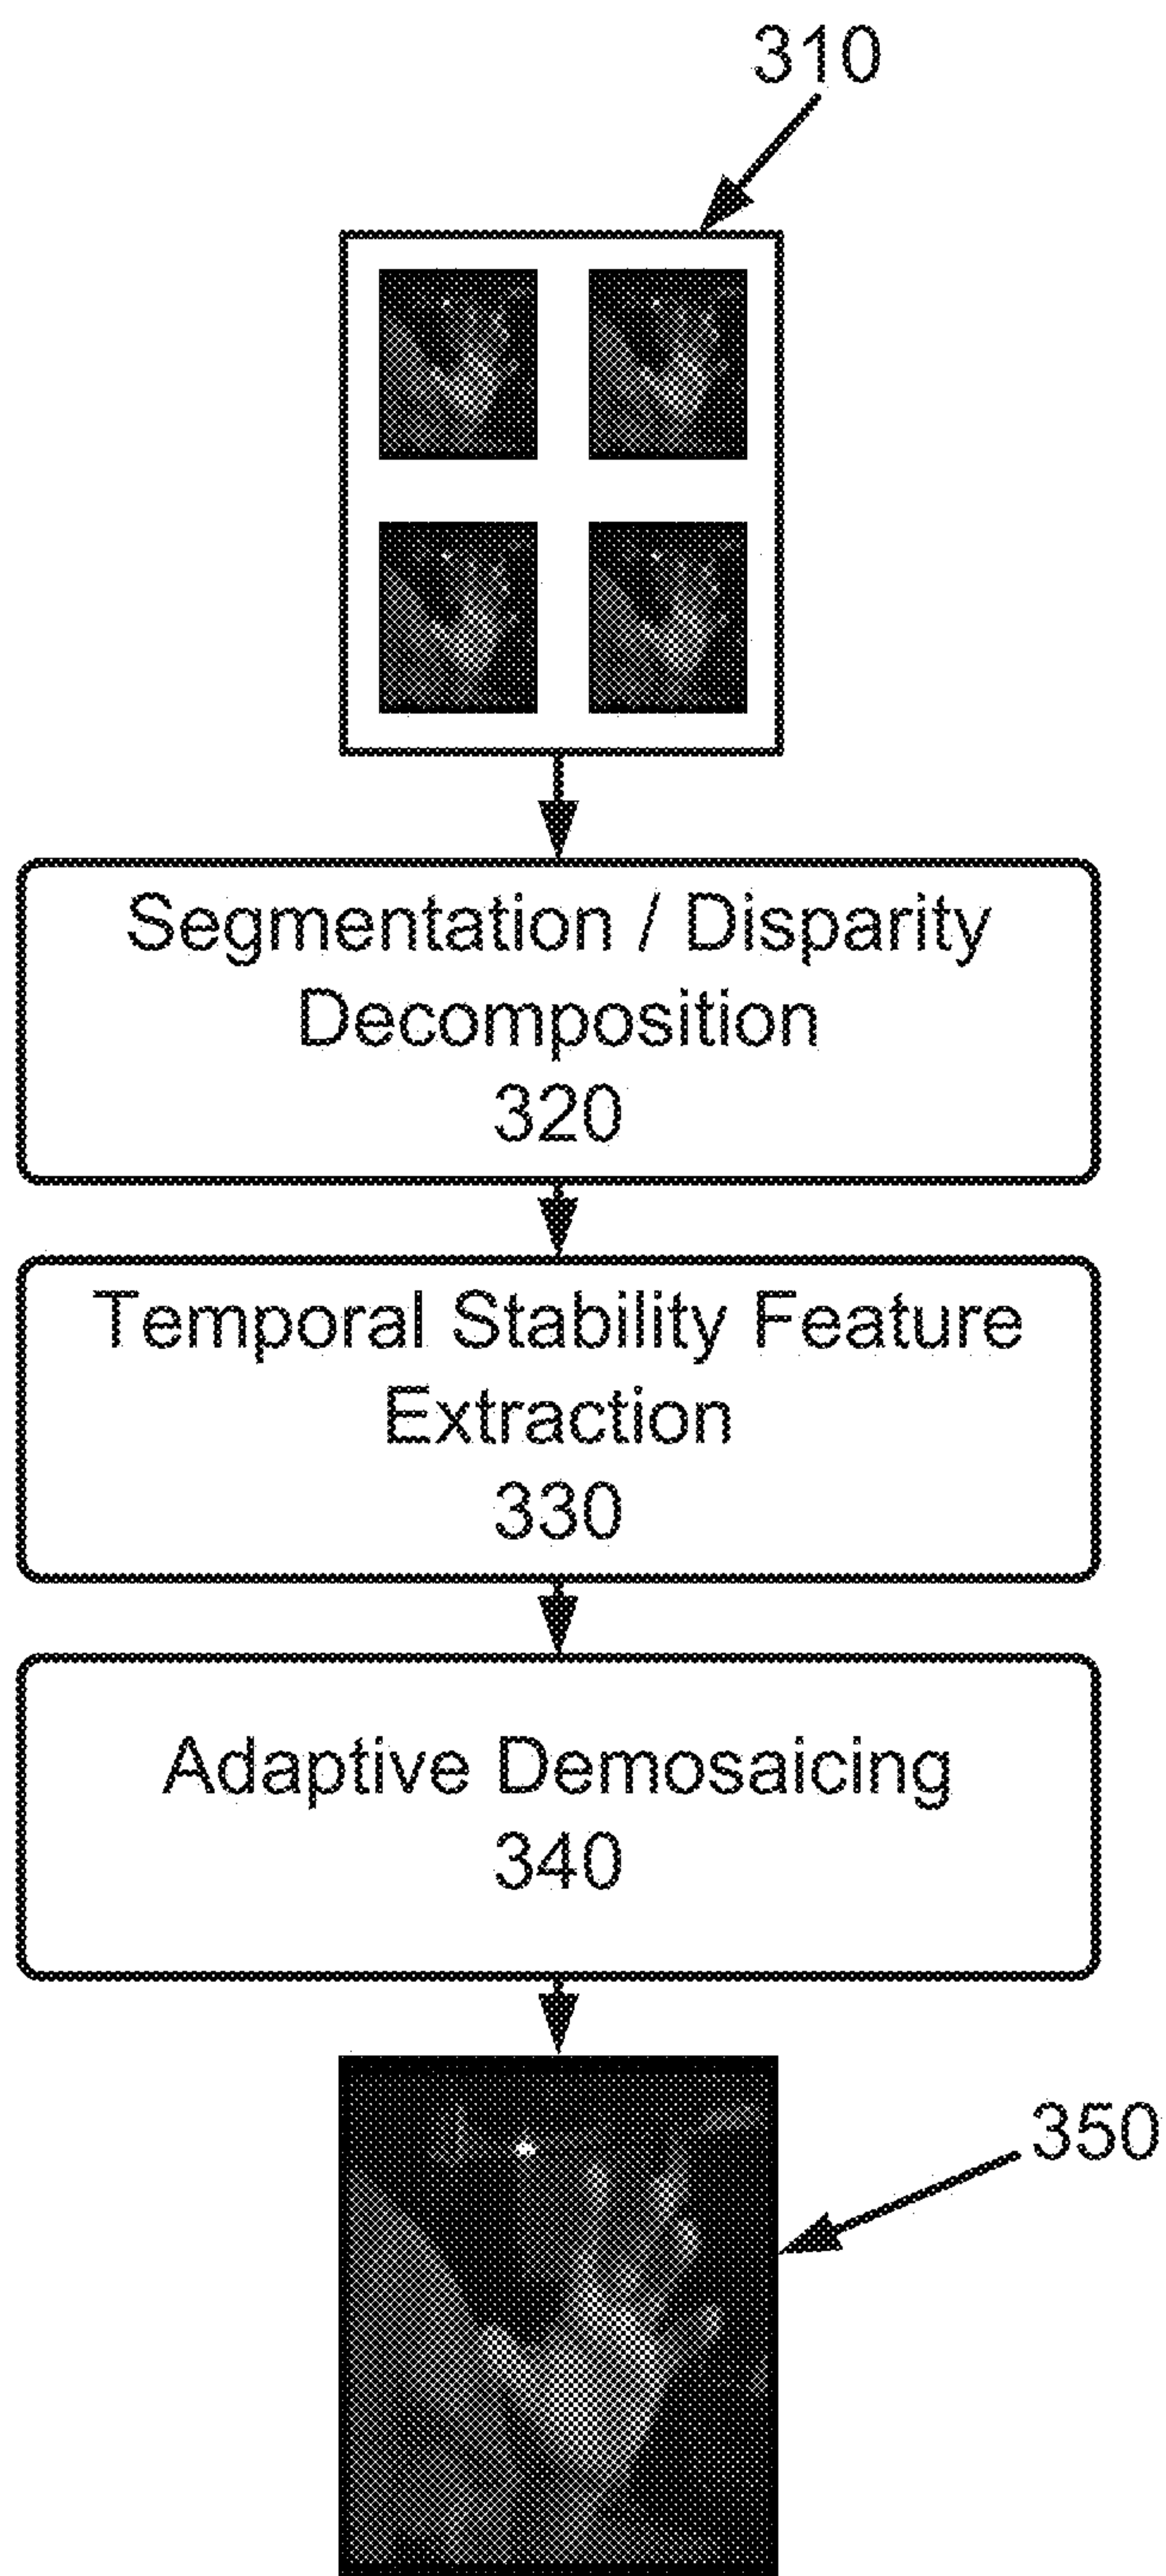 310
Segmentation / Disparity
Decomposition
320
Temporal Stability Feature
Extraction
330
Adaptive Demosaicing
340
350